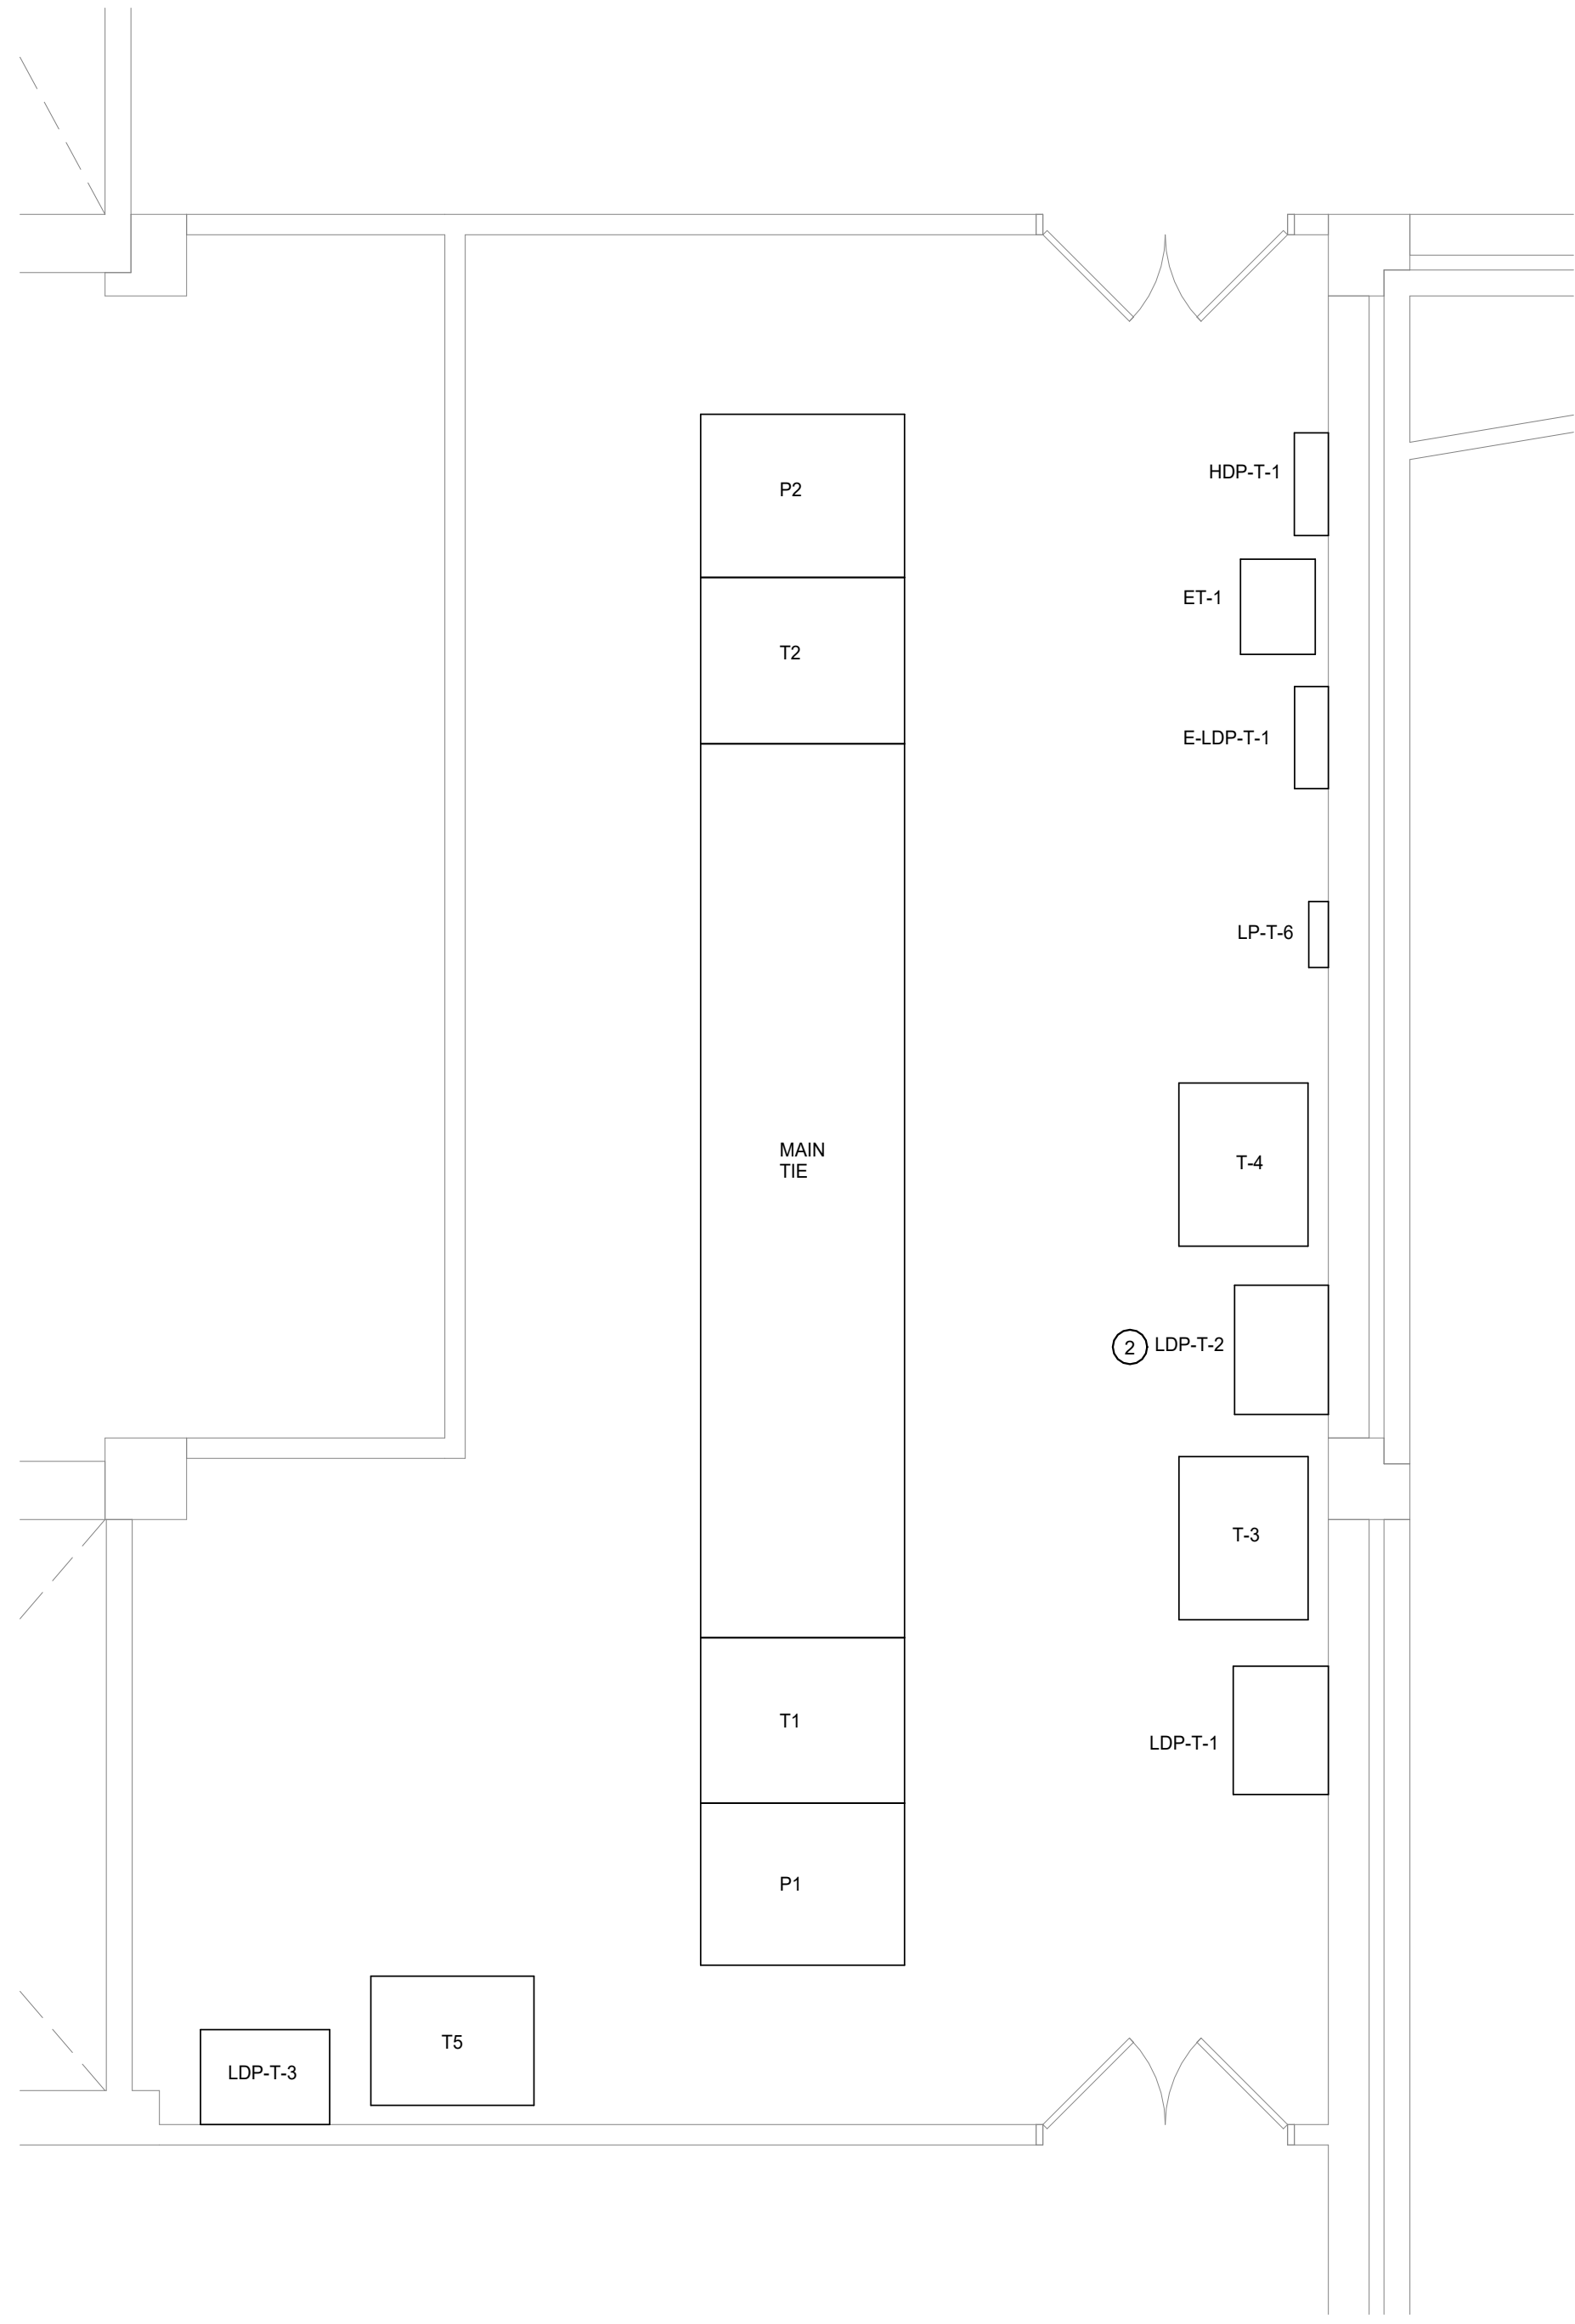 P2
HDP-T-1
ET-1
T2
E-LDP-T-1
LP-T-6
MAIN
TIE
T-4
2 LDP-T-2
T-3
T1
LDP-T-1
P1
T5
LDP-T-3